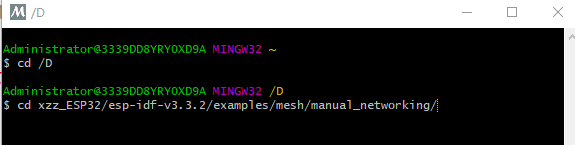 /D
Administrator@3339DD8YRYOXD9A MINGW32 ~
$ cd /D
Administrator@3339DD8YRYOXD9A MINGW32 /D
$ cd xzz_ESP32/esp-idf-v3.3.2/examples/mesh/manual_networking/